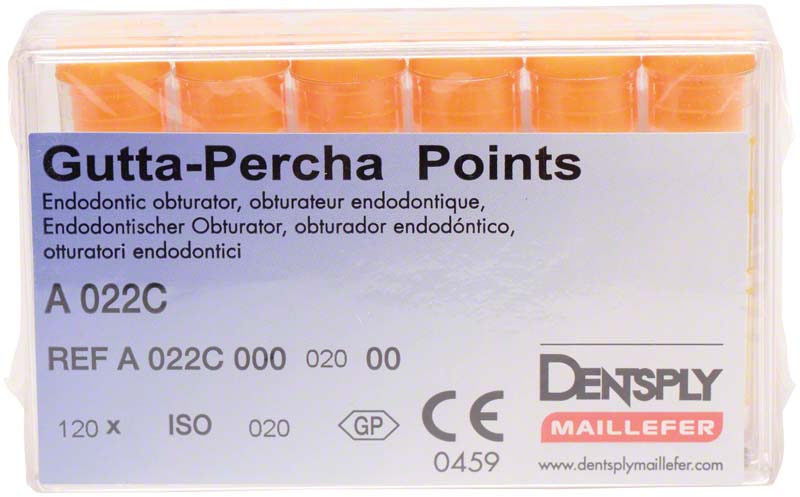 Gutta-Percha Points
Endodontic obturator, obturateur endodontique,
Endodontischer Obturator, obturador endodóntico,
otturatori endodontici
A 022C
REF A 022C 000 020 00
120 x ISO 020 GP CE
0459
DENTSPLY
MAILLEFER
www.dentsplymaillefer.com